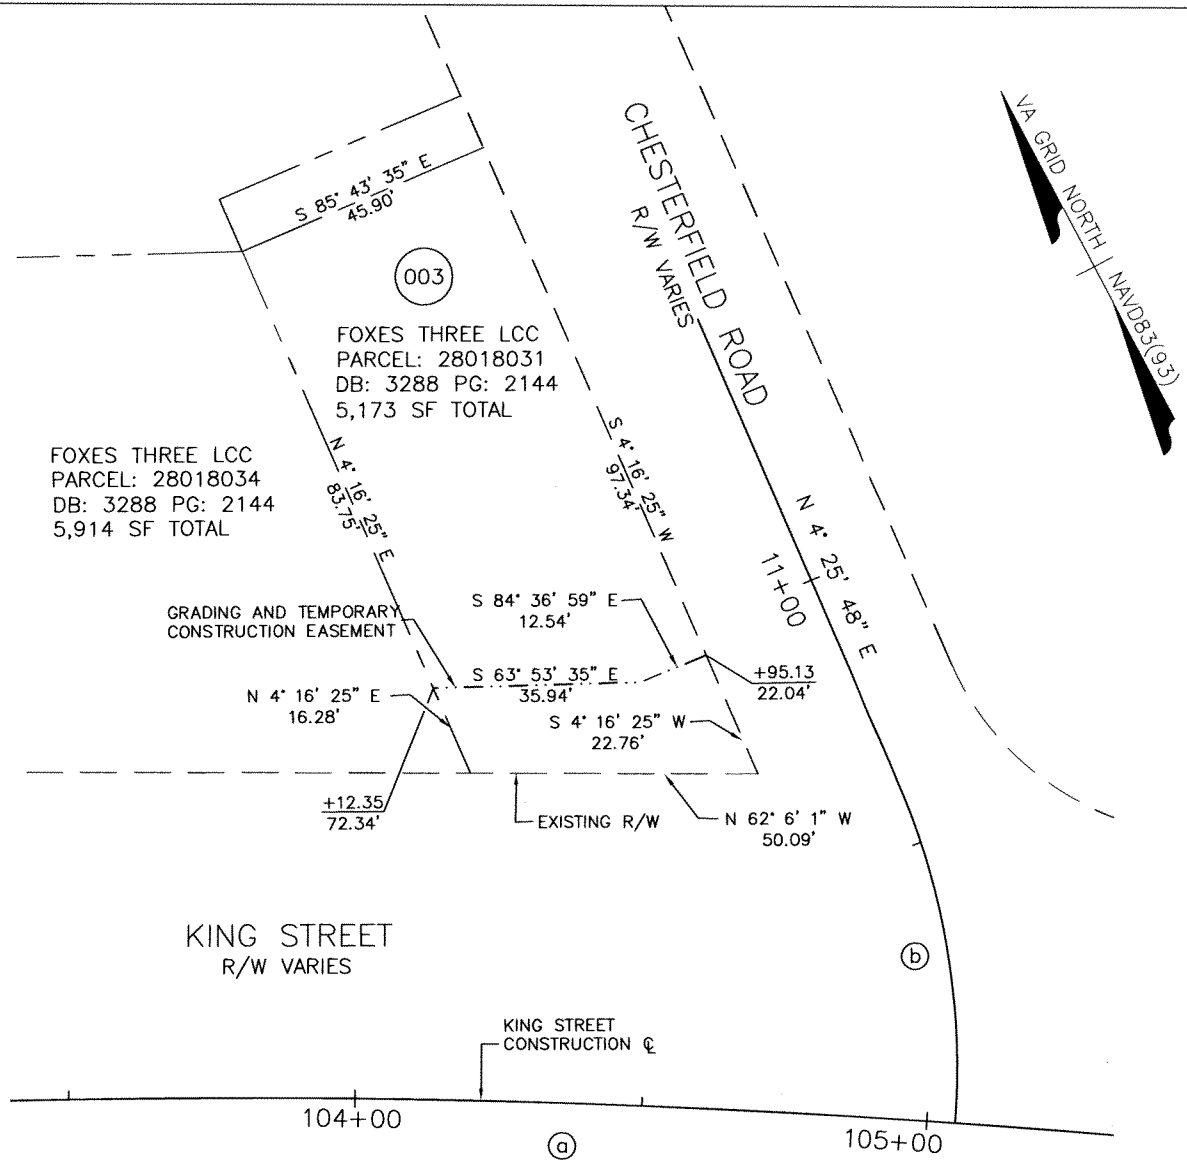 CHESTERFIELD ROAD
R/W VARIES
VA GRID NORTH
NAVD83(93)
S 85° 43' 35" E
45.90'
003
FOXES THREE LCC
PARCEL: 28018031
DB: 3288 PG: 2144
5,173 SF TOTAL
FOXES THREE LCC
PARCEL: 28018034
DB: 3288 PG: 2144
5,914 SF TOTAL
N 4° 16' 25" E
83.75'
S 4° 16' 25" W
97.34'
N 4° 25' 48" E
11+00
GRADING AND TEMPORARY
CONSTRUCTION EASEMENT
S 84° 36' 59" E
12.54'
S 63° 53' 35" E
35.94'
+95.13
22.04'
N 4° 16' 25" E
16.28'
S 4° 16' 25" W
22.76'
+12.35
72.34'
EXISTING R/W
N 62° 6' 1" W
50.09'
KING STREET
R/W VARIES
b
KING STREET
CONSTRUCTION ℄
104+00
a
105+00